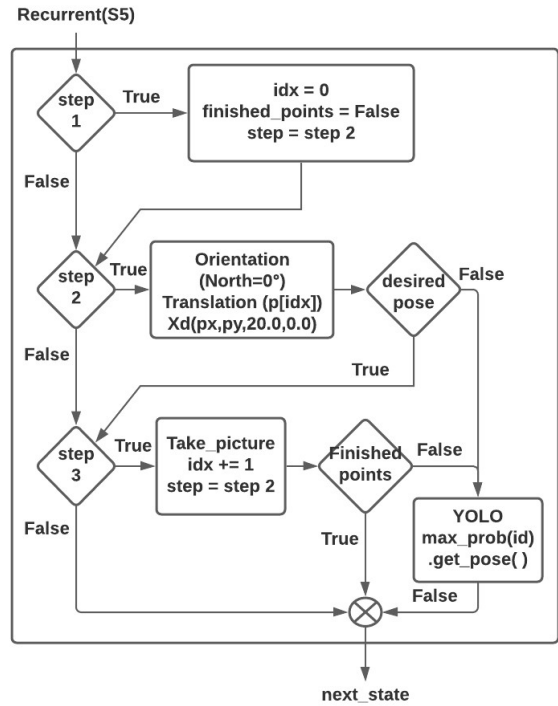 Recurrent(S5)
step
1
True
idx = 0
finished_points = False
step = step 2
False
step
2
True
Orientation
(North=0°)
Translation (p[idx])
Xd(px,py,20.0,0.0)
desired
pose
False
False
True
step
3
True
Take_picture
idx += 1
step = step 2
Finished
points
False
False
True
YOLO
max_prob(id)
.get_pose( )
False
next_state